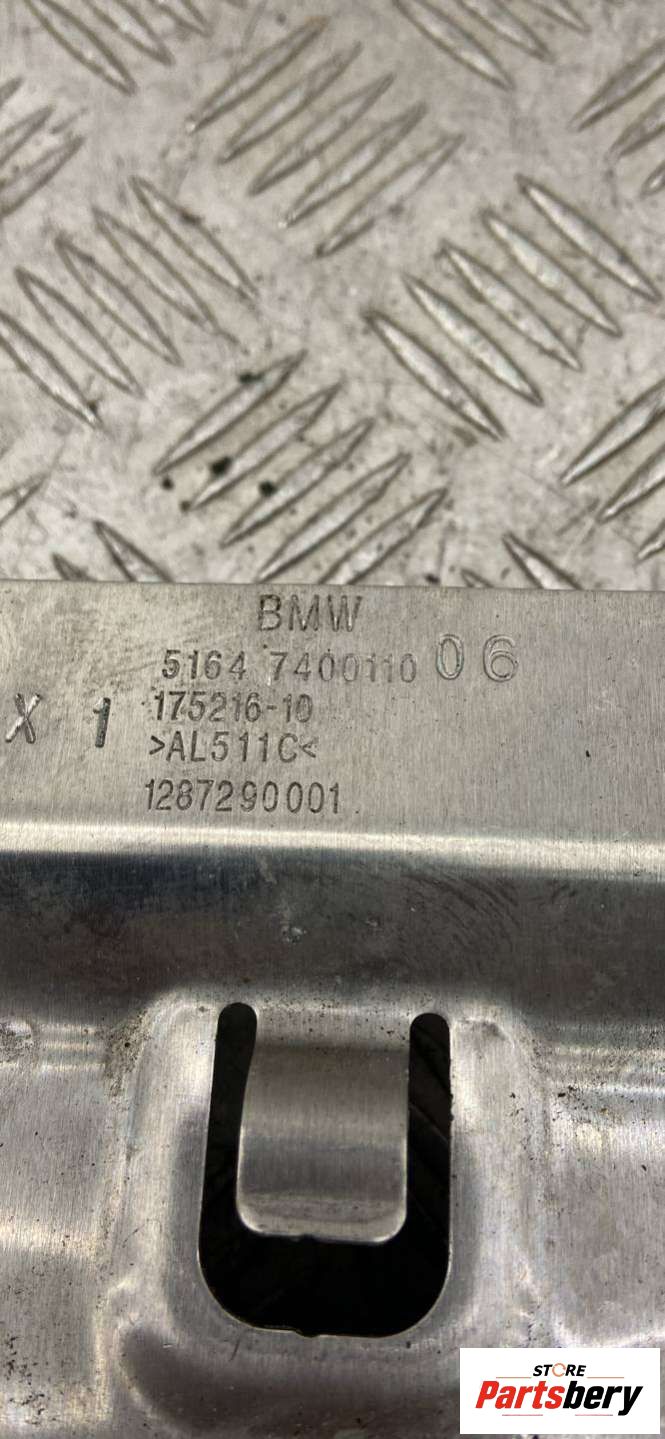 BMW
5164 7400110 06
X 1 175216-10
>AL511C<
1287290001
STORE
Partsbery